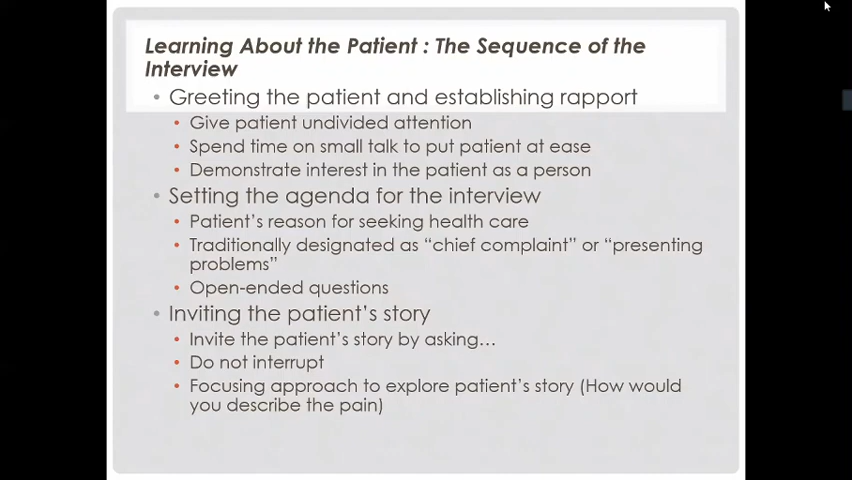 Learning About the Patient : The Sequence of the
Interview
• Greeting the patient and establishing rapport
• Give patient undivided attention
• Spend time on small talk to put patient at ease
• Demonstrate interest in the patient as a person
• Setting the agenda for the interview
• Patient’s reason for seeking health care
• Traditionally designated as “chief complaint” or “presenting
problems”
• Open-ended questions
• Inviting the patient’s story
• Invite the patient’s story by asking…
• Do not interrupt
• Focusing approach to explore patient’s story (How would
you describe the pain)